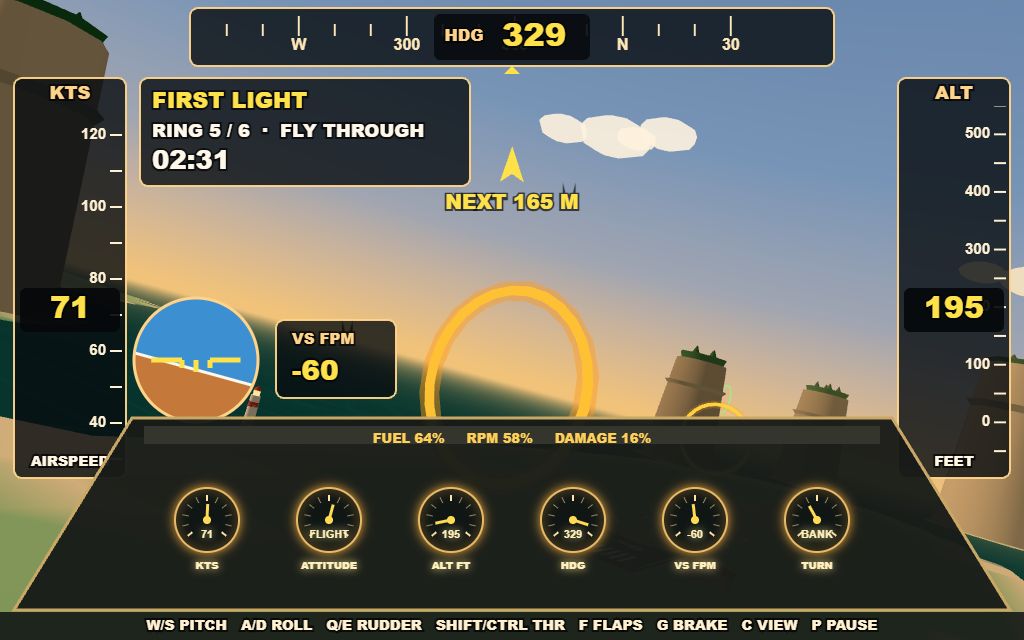 W 300 HDG 329 N 30
KTS
120
100
80
71
60
40
AIRSPEED
FIRST LIGHT
RING 5 / 6 · FLY THROUGH
02:31
NEXT 165 M
VS FPM
-60
ALT
500
400
300
195
100
0
FEET
FUEL 64% RPM 58% DAMAGE 16%
71 FLIGHT 195 329 -60 BANK
KTS ATTITUDE ALT FT HDG VS FPM TURN
W/S PITCH A/D ROLL Q/E RUDDER SHIFT/CTRL THR F FLAPS G BRAKE C VIEW P PAUSE